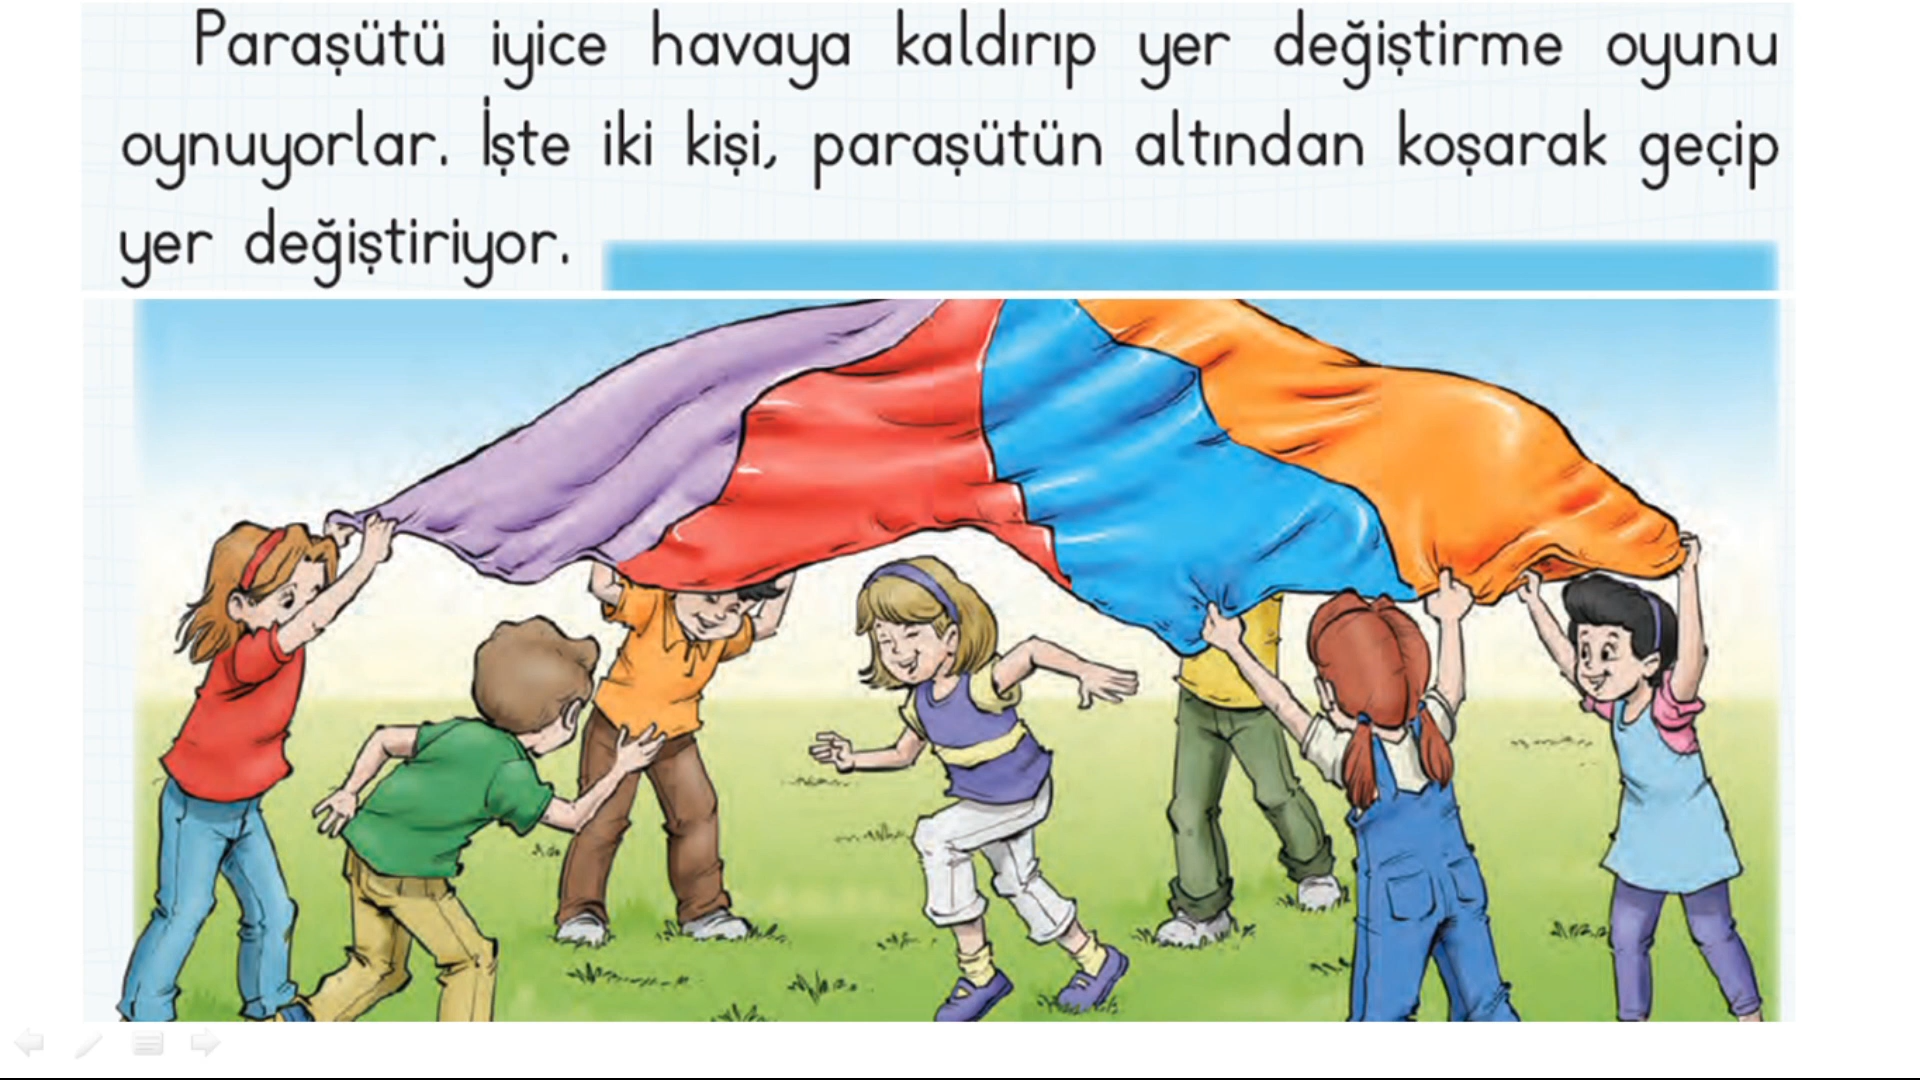 Paraşütü iyice havaya kaldırıp yer değiştirme oyunu
oynuyorlar. İşte iki kişi, paraşütün altından koşarak geçip
yer değiştiriyor.